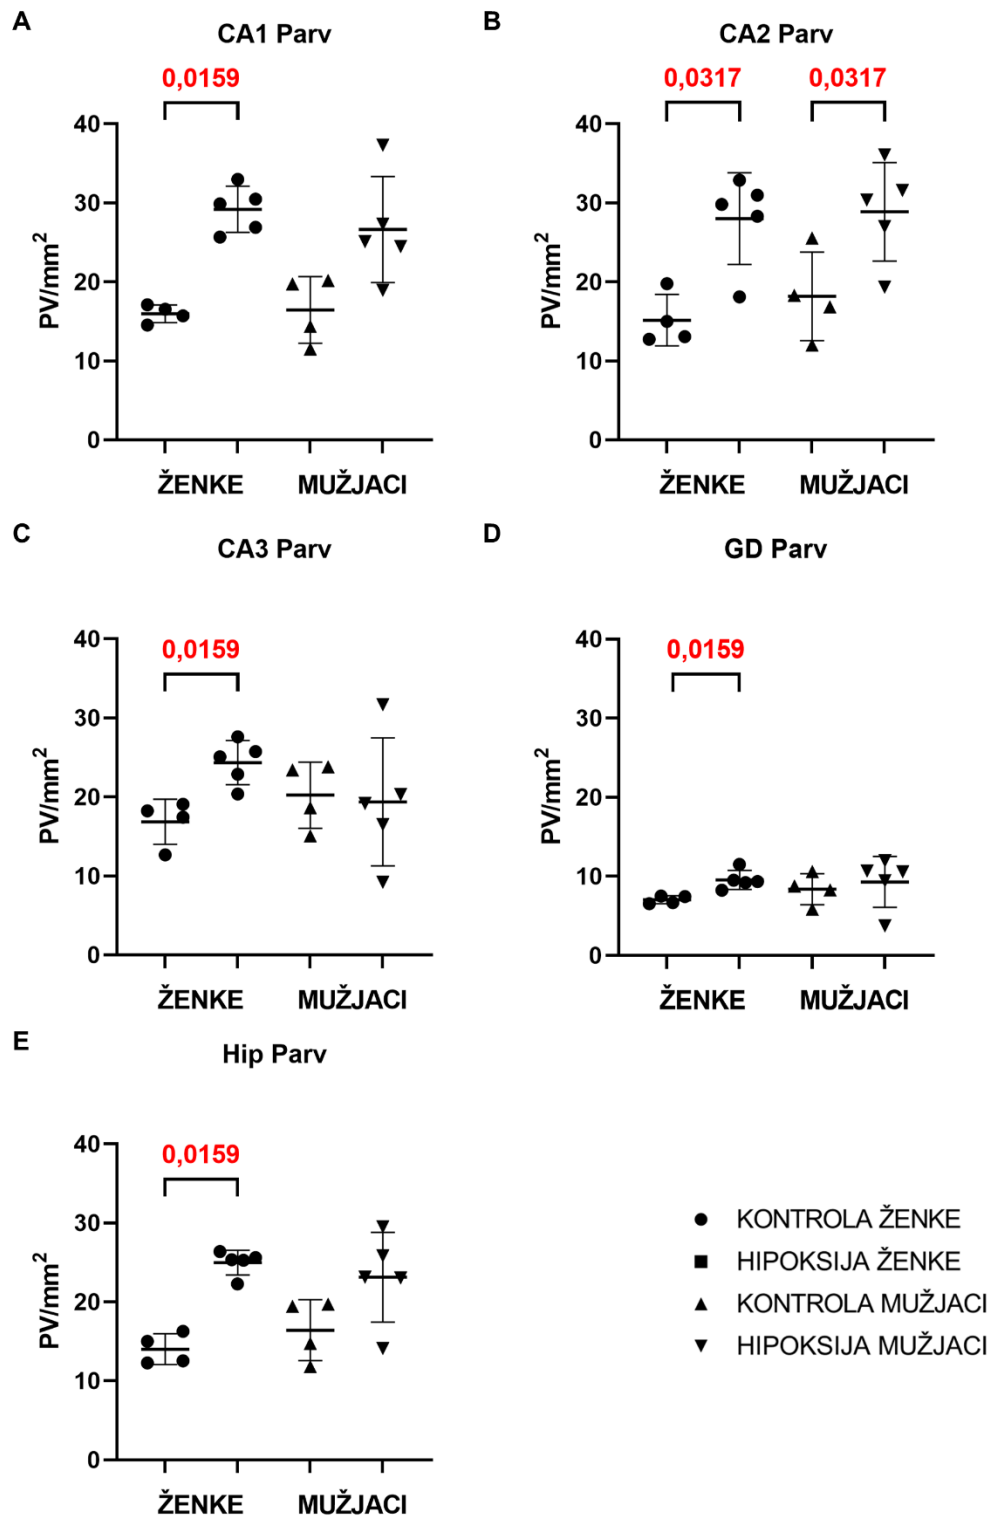 A
CA1 Parv
0,0159
PV/mm²
40
30
20
10
0
ŽENKE MUŽJACI
B
CA2 Parv
0,0317 0,0317
PV/mm²
40
30
20
10
0
ŽENKE MUŽJACI
C
CA3 Parv
0,0159
PV/mm²
40
30
20
10
0
ŽENKE MUŽJACI
D
GD Parv
0,0159
PV/mm²
40
30
20
10
0
ŽENKE MUŽJACI
E
Hip Parv
0,0159
PV/mm²
40
30
20
10
0
ŽENKE MUŽJACI
KONTROLA ŽENKE
HIPOKSIJA ŽENKE
KONTROLA MUŽJACI
HIPOKSIJA MUŽJACI